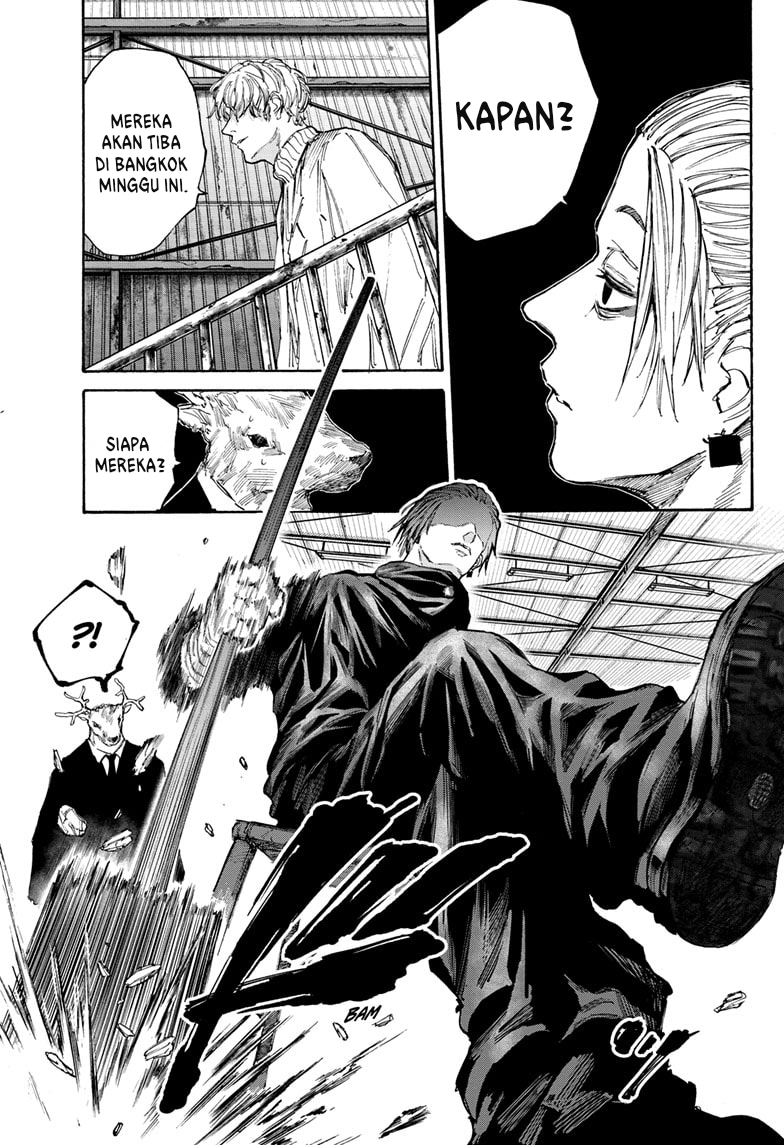 KAPAN?
MEREKA
AKAN TIBA
DI BANGKOK
MINGGU INI.
SIAPA
MEREKA?
?!
BAM